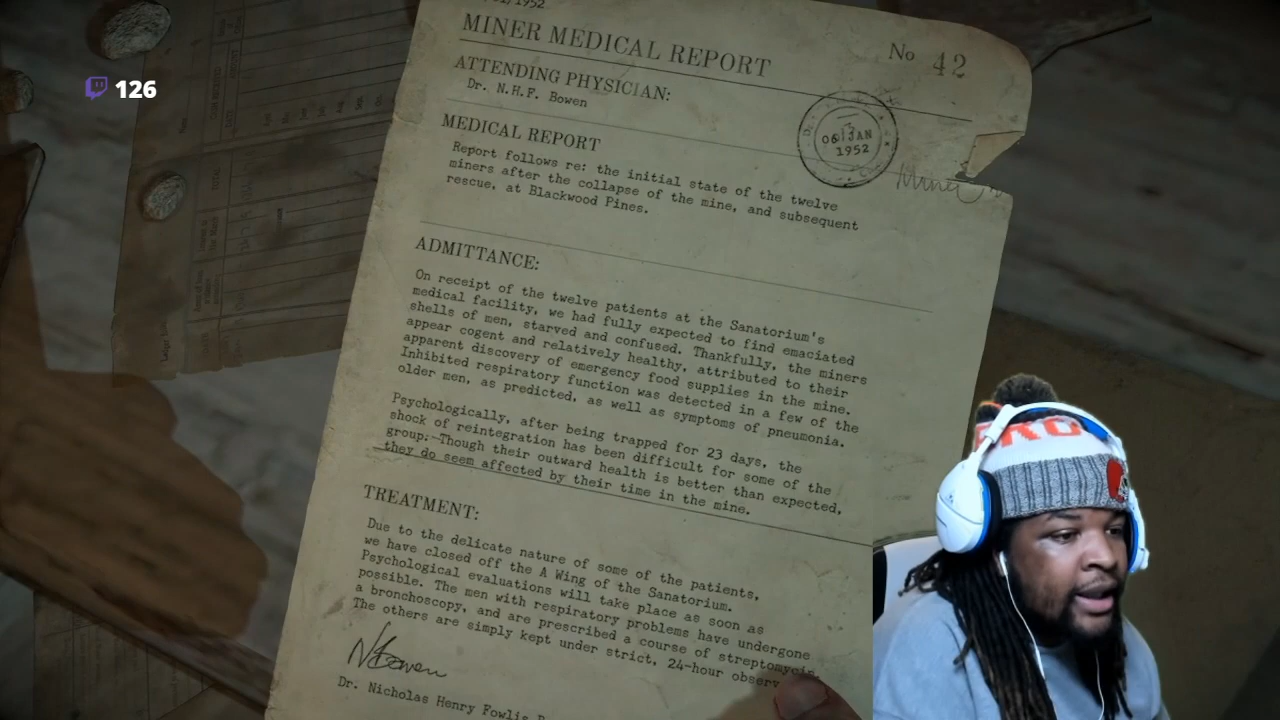 126
MINER MEDICAL REPORT
No 42
ATTENDING PHYSICIAN:
Dr. N.H.F. Bowen
06 JAN
1952
MEDICAL REPORT
Report follows re: the initial state of the twelve
miners after the collapse of the mine, and subsequent
rescue, at Blackwood Pines.
ADMITTANCE:
On receipt of the twelve patients at the Sanatorium's
medical facility, we had fully expected to find emaciated
shells of men, starved and confused. Thankfully, the miners
appear cogent and relatively healthy, attributed to their
apparent discovery of emergency food supplies in the mine.
Inhibited respiratory function was detected in a few of the
older men, as predicted, as well as symptoms of pneumonia.
Psychologically, after being trapped for 23 days, the
shock of reintegration has been difficult for some of the
group. Though their outward health is better than expected,
they do seem affected by their time in the mine.
TREATMENT:
Due to the delicate nature of some of the patients,
we have closed off the A Wing of the Sanatorium.
Psychological evaluations will take place as soon as
possible. The men with respiratory problems have undergone
a bronchoscopy, and are prescribed a course of streptomycin.
The others are simply kept under strict, 24-hour observ
NBowen
Dr. Nicholas Henry Fowlis B